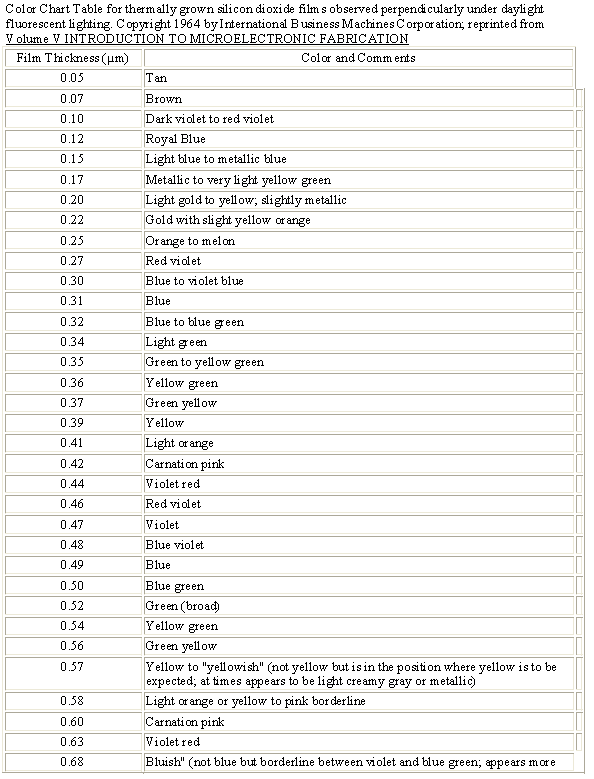 Color Chart Table for thermally grown silicon dioxide films observed perpendicularly under daylight
fluorescent lighting. Copyright 1964 by International Business Machines Corporation; reprinted from
Volume V INTRODUCTION TO MICROELECTRONIC FABRICATION
Film Thickness (μm) Color and Comments
0.05 Tan
0.07 Brown
0.10 Dark violet to red violet
0.12 Royal Blue
0.15 Light blue to metallic blue
0.17 Metallic to very light yellow green
0.20 Light gold to yellow; slightly metallic
0.22 Gold with slight yellow orange
0.25 Orange to melon
0.27 Red violet
0.30 Blue to violet blue
0.31 Blue
0.32 Blue to blue green
0.34 Light green
0.35 Green to yellow green
0.36 Yellow green
0.37 Green yellow
0.39 Yellow
0.41 Light orange
0.42 Carnation pink
0.44 Violet red
0.46 Red violet
0.47 Violet
0.48 Blue violet
0.49 Blue
0.50 Blue green
0.52 Green (broad)
0.54 Yellow green
0.56 Green yellow
0.57 Yellow to "yellowish" (not yellow but is in the position where yellow is to be
expected; at times appears to be light creamy gray or metallic)
0.58 Light orange or yellow to pink borderline
0.60 Carnation pink
0.63 Violet red
0.68 Bluish" (not blue but borderline between violet and blue green; appears more